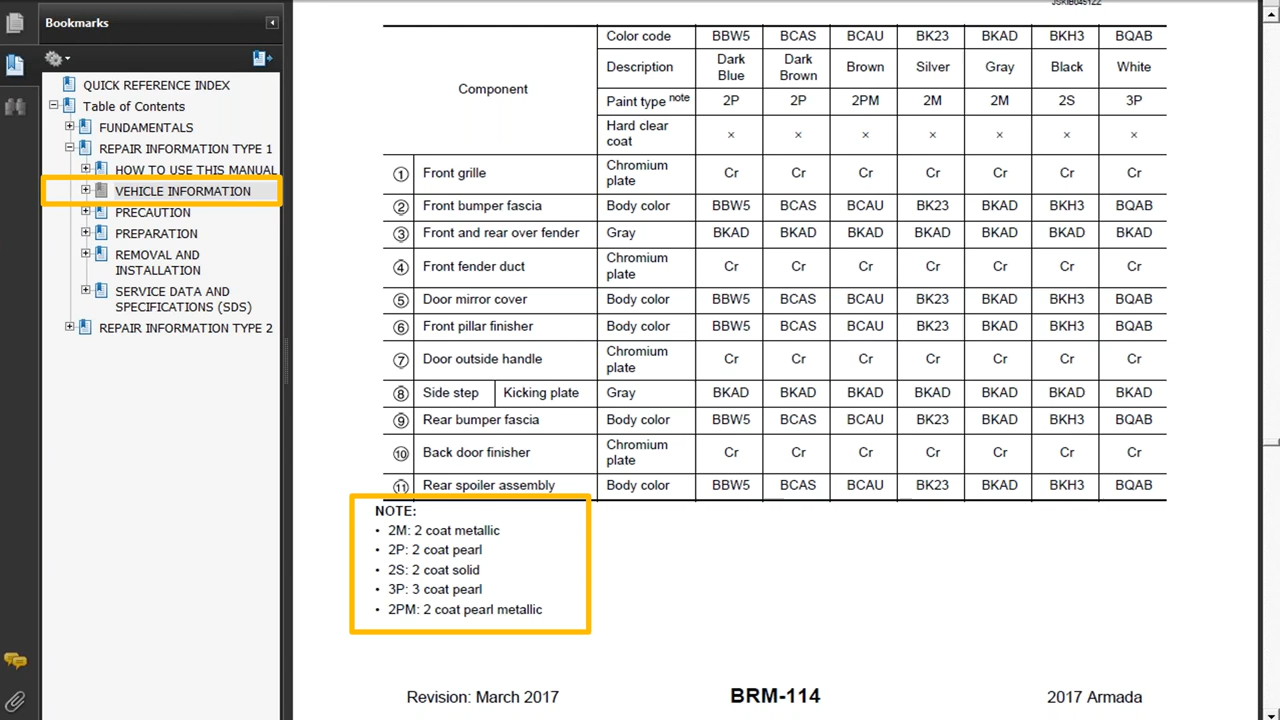 Bookmarks
QUICK REFERENCE INDEX
Table of Contents
FUNDAMENTALS
REPAIR INFORMATION TYPE 1
HOW TO USE THIS MANUAL
VEHICLE INFORMATION
PRECAUTION
PREPARATION
REMOVAL AND
INSTALLATION
SERVICE DATA AND
SPECIFICATIONS (SDS)
REPAIR INFORMATION TYPE 2
Component
Color code BBW5 BCAS BCAU BK23 BKAD BKH3 BQAB
Description Dark Blue Dark Brown Brown Silver Gray Black White
Paint type note 2P 2P 2PM 2M 2M 2S 3P
Hard clear coat × × × × × × ×
① Front grille Chromium plate Cr Cr Cr Cr Cr Cr Cr
② Front bumper fascia Body color BBW5 BCAS BCAU BK23 BKAD BKH3 BQAB
③ Front and rear over fender Gray BKAD BKAD BKAD BKAD BKAD BKAD BKAD
④ Front fender duct Chromium plate Cr Cr Cr Cr Cr Cr Cr
⑤ Door mirror cover Body color BBW5 BCAS BCAU BK23 BKAD BKH3 BQAB
⑥ Front pillar finisher Body color BBW5 BCAS BCAU BK23 BKAD BKH3 BQAB
⑦ Door outside handle Chromium plate Cr Cr Cr Cr Cr Cr Cr
⑧ Side step Kicking plate Gray BKAD BKAD BKAD BKAD BKAD BKAD BKAD
⑨ Rear bumper fascia Body color BBW5 BCAS BCAU BK23 BKAD BKH3 BQAB
⑩ Back door finisher Chromium plate Cr Cr Cr Cr Cr Cr Cr
⑪ Rear spoiler assembly Body color BBW5 BCAS BCAU BK23 BKAD BKH3 BQAB
NOTE:
• 2M: 2 coat metallic
• 2P: 2 coat pearl
• 2S: 2 coat solid
• 3P: 3 coat pearl
• 2PM: 2 coat pearl metallic
Revision: March 2017 BRM-114 2017 Armada